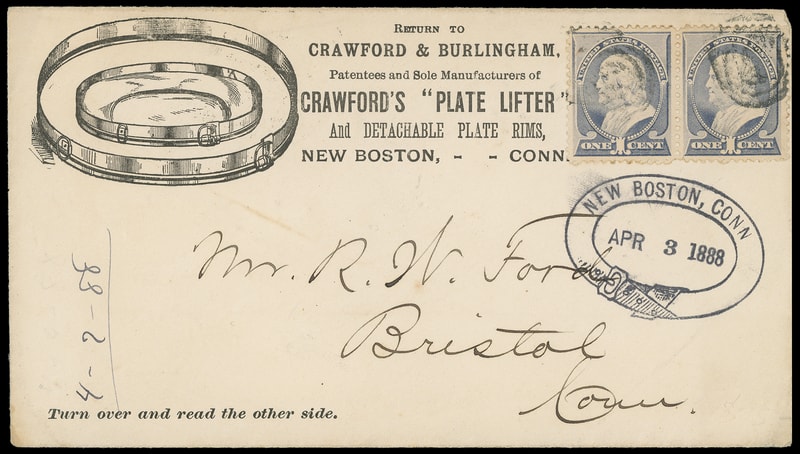 RETURN TO
CRAWFORD & BURLINGHAM,
Patentees and Sole Manufacturers of
CRAWFORD'S "PLATE LIFTER"
And DETACHABLE PLATE RIMS,
NEW BOSTON, - - CONN.
UNITED STATES POSTAGE
ONE CENT
UNITED STATES POSTAGE
ONE CENT
NEW BOSTON, CONN
APR 3 1888
Mr. R. W. Ford
Bristol
Conn.
4-2-88
Turn over and read the other side.